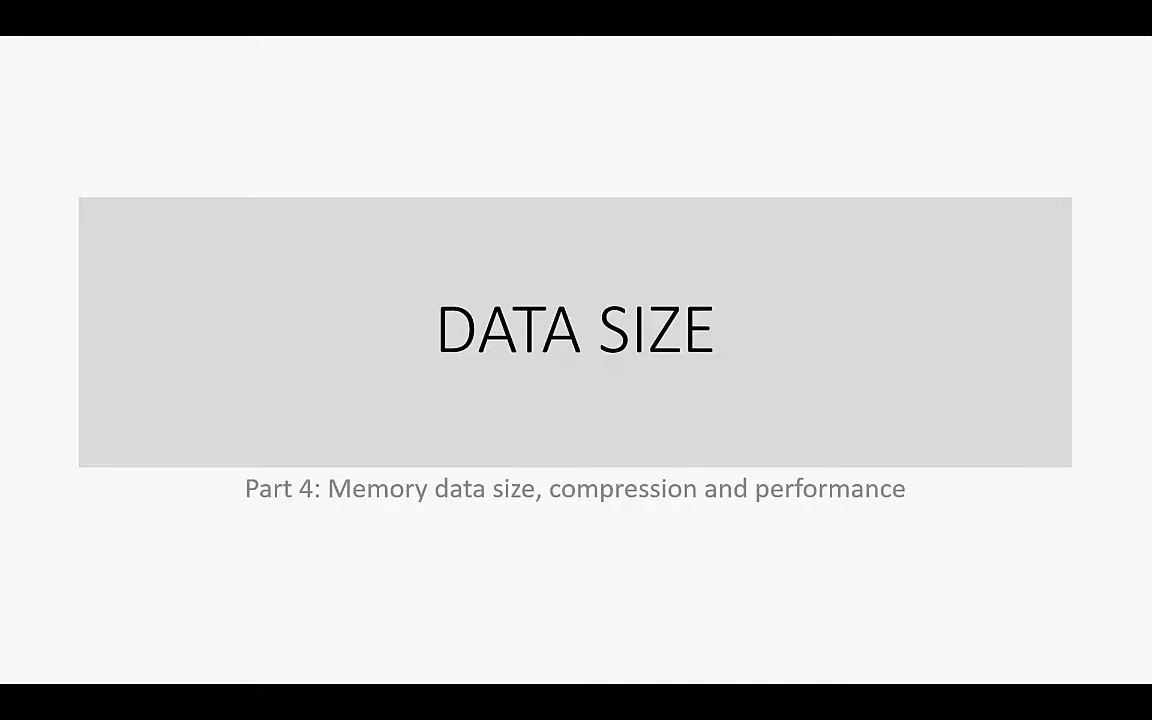 DATA SIZE
Part 4: Memory data size, compression and performance